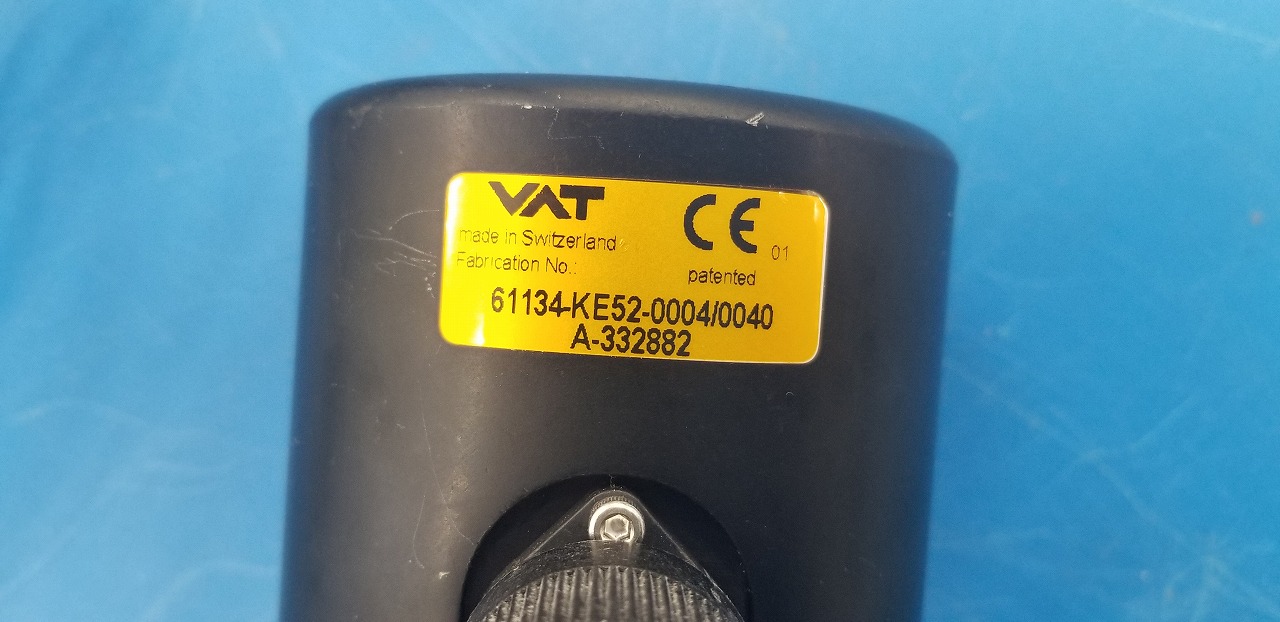 VAT
CE 01
made in Switzerland
Fabrication No.:
patented
61134-KE52-0004/0040
A-332882